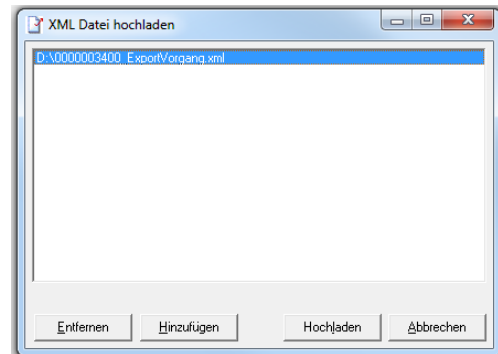 XML Datei hochladen
D:\0000003400_ExportVorgang.xml
Entfernen Hinzufügen Hochladen Abbrechen